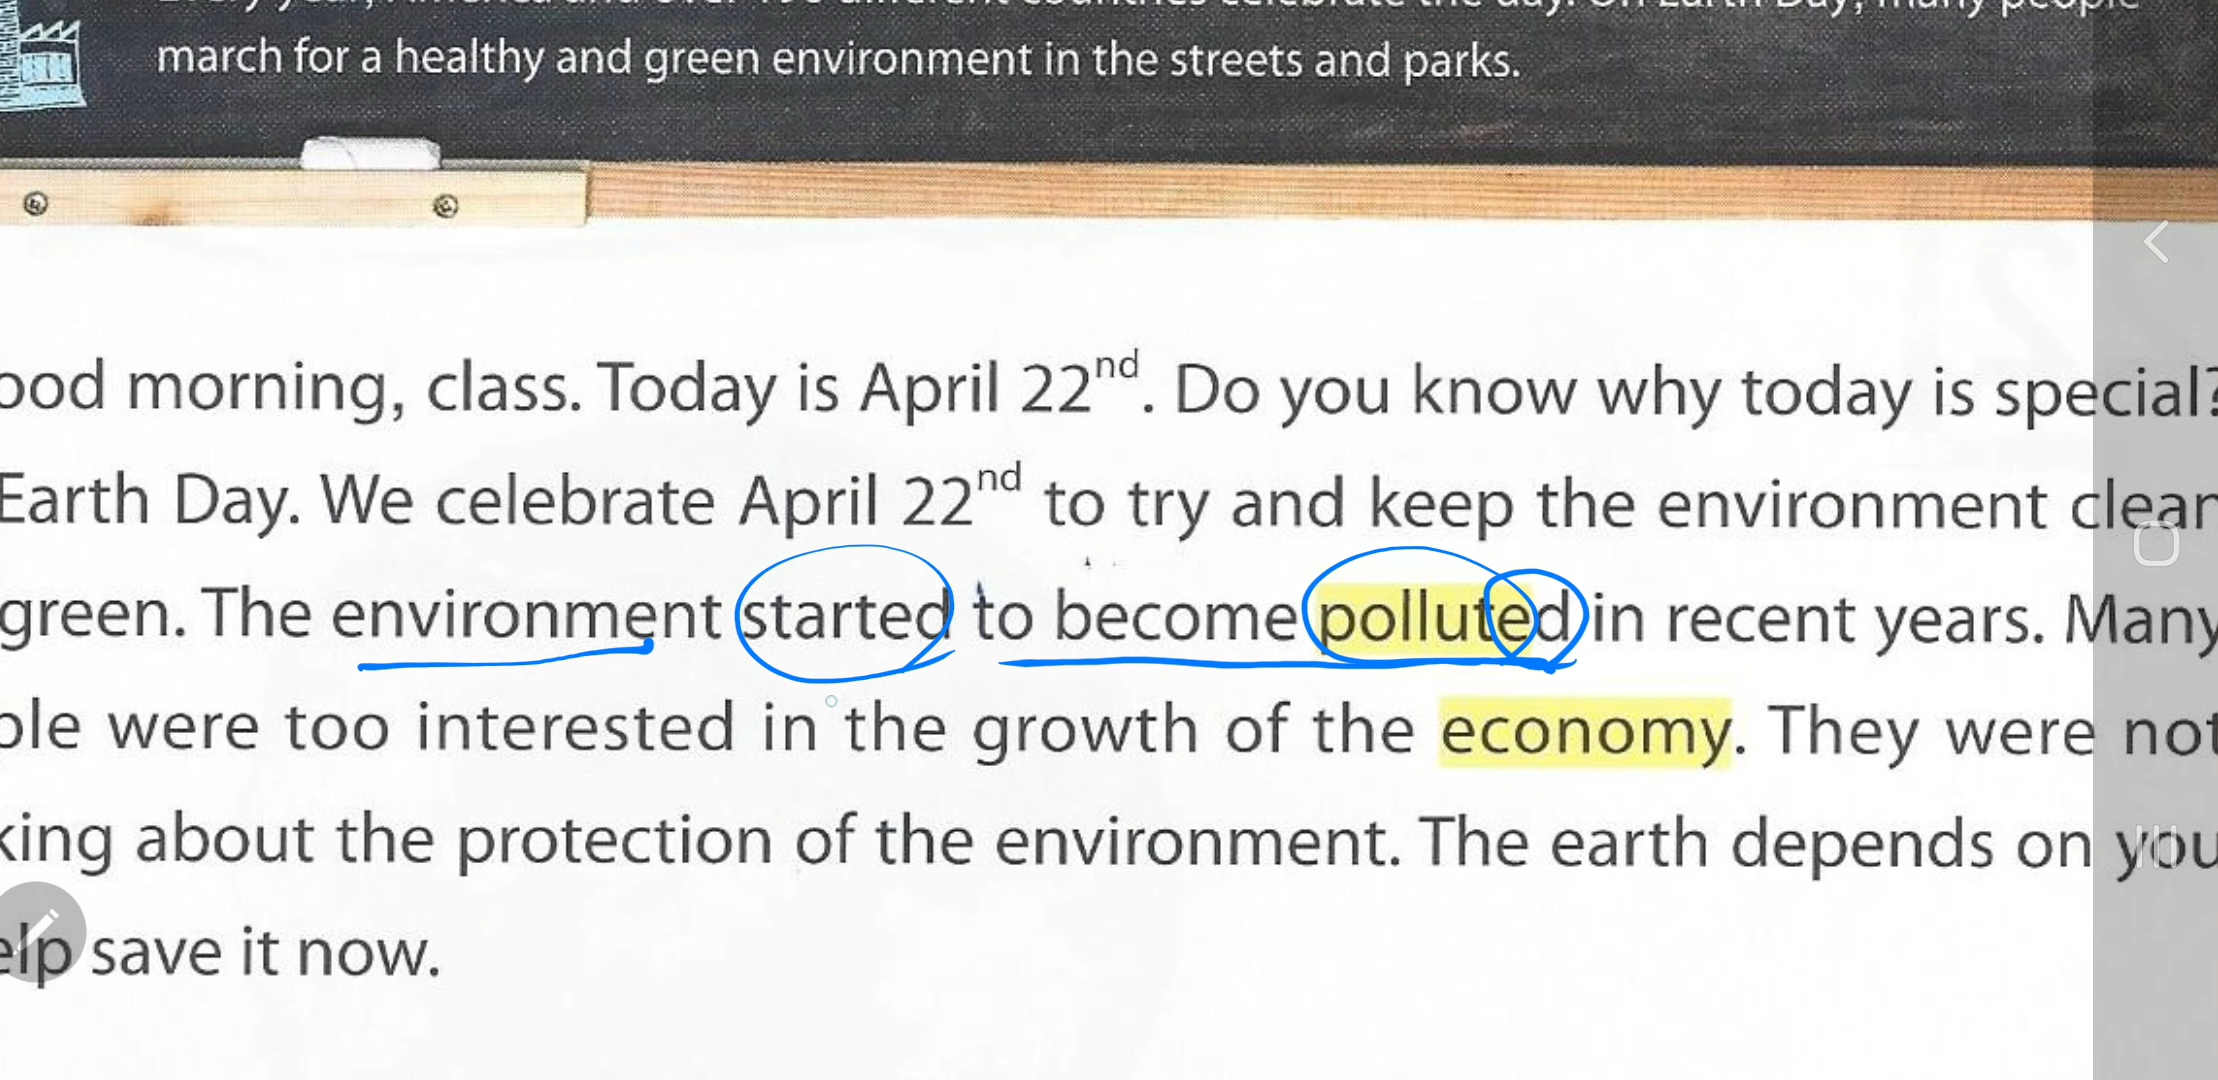 march for a healthy and green environment in the streets and parks.
ood morning, class. Today is April 22nd. Do you know why today is special?
Earth Day. We celebrate April 22nd to try and keep the environment clean
green. The environment started to become polluted in recent years. Many
ple were too interested in the growth of the economy. They were not
king about the protection of the environment. The earth depends on you
elp save it now.